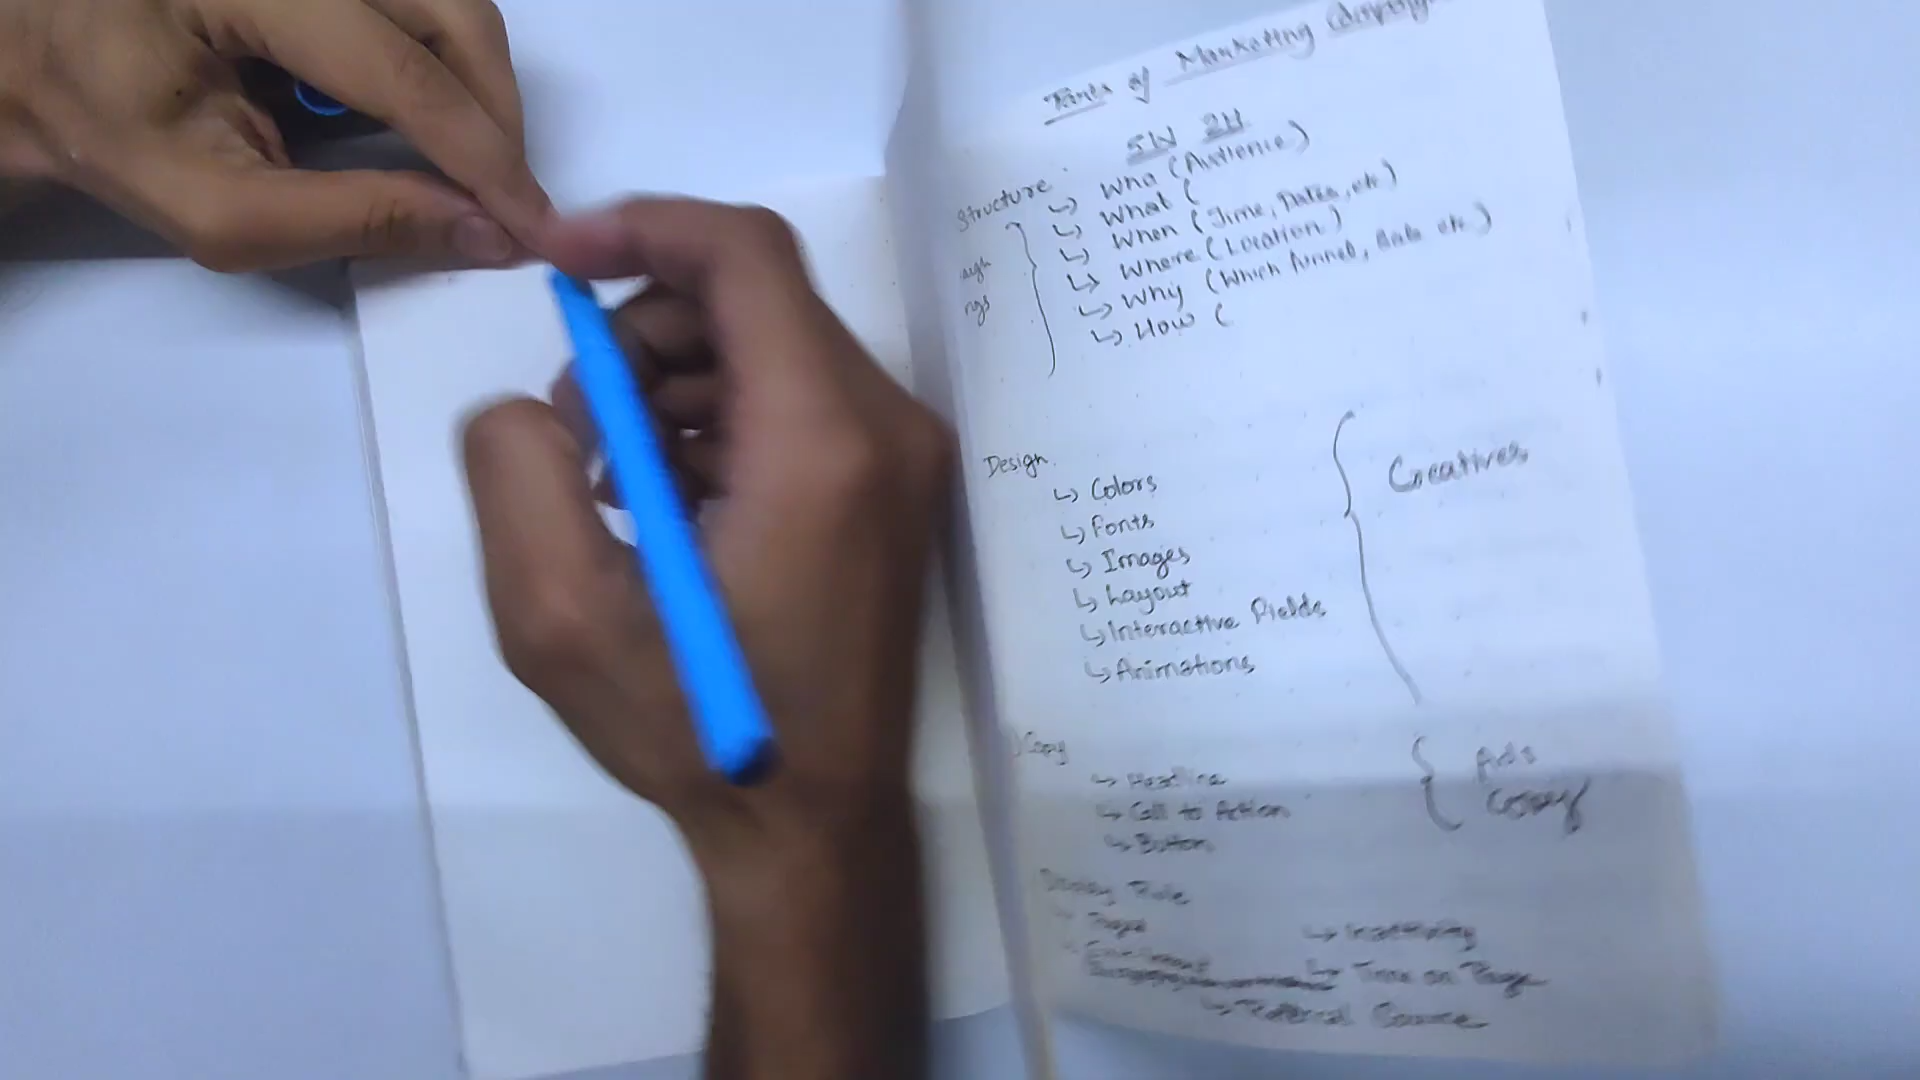 of Marketing
5W 2H
Structure
↳ Who (Audience)
↳ What (
↳ When (Time, Dates, etc)
↳ Where (Location)
↳ Why (Which funnel, etc)
↳ How (
Design
↳ Colors
↳ Fonts
↳ Images
↳ Layout
↳ Interactive Fields
↳ Animations
Creatives
Copy
↳ Headline
↳ Call to Action
↳ Button
Ads
Copy
Rule
↳ Time on Page
↳ Source